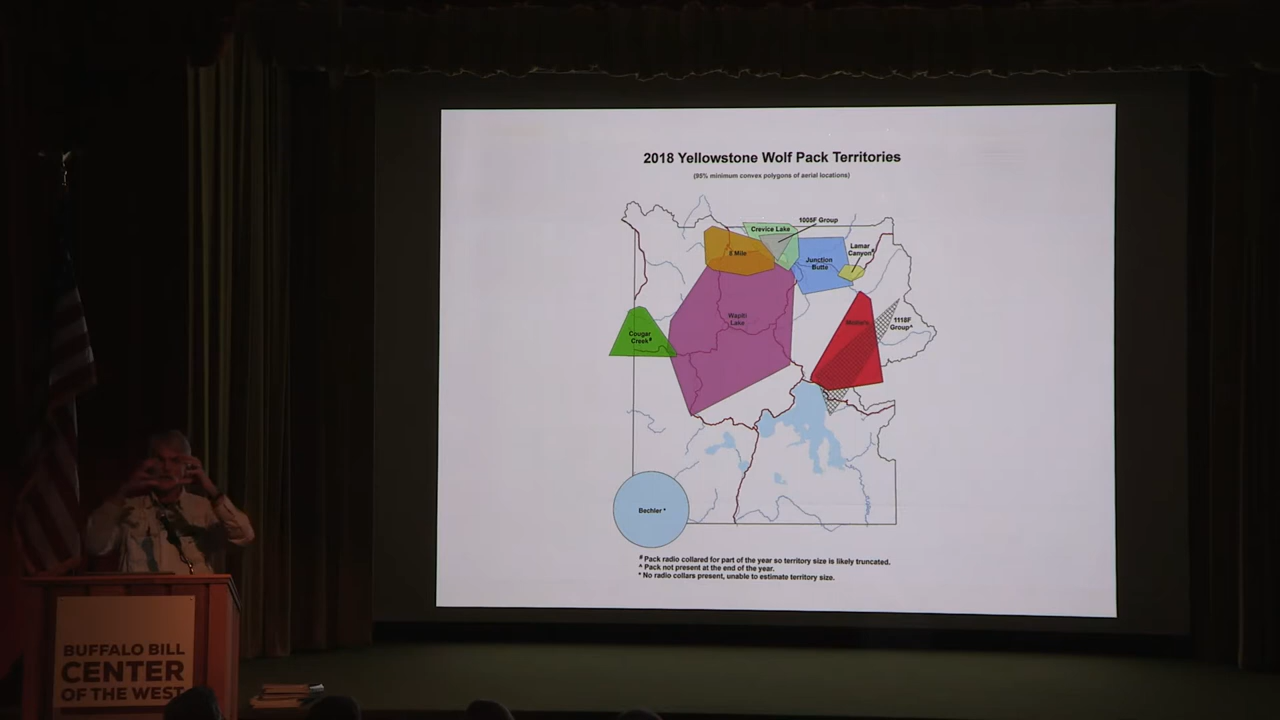 2018 Yellowstone Wolf Pack Territories
(95% minimum convex polygons of aerial locations)
1005F Group
Crevice Lake
8 Mile
Junction
Butte
Lamar
Canyon#
Wapiti
Lake
Mollie's
1118F
Group^
Cougar
Creek#
Bechler *
# Pack radio collared for part of the year so territory size is likely truncated.
^ Pack not present at the end of the year.
* No radio collars present, unable to estimate territory size.
BUFFALO BILL
CENTER
OF THE WEST